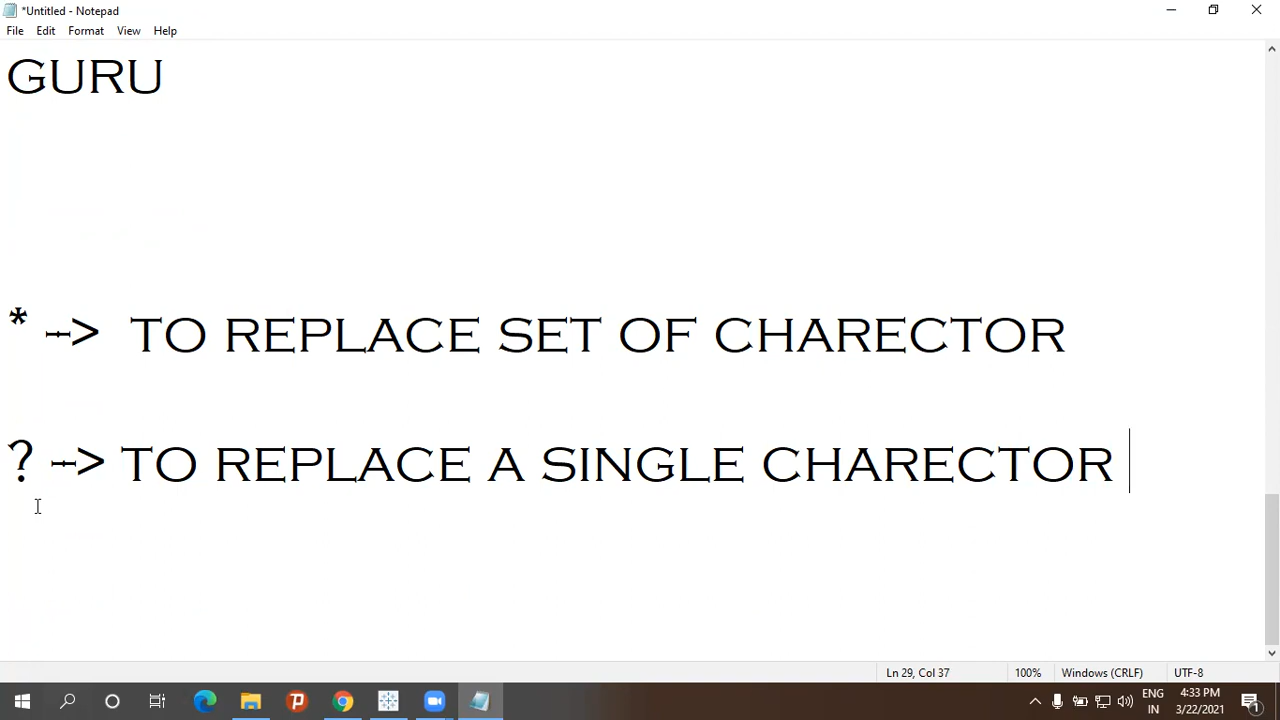 *Untitled - Notepad
File Edit Format View Help
GURU
* --> TO REPLACE SET OF CHARECTOR
? --> TO REPLACE A SINGLE CHARECTOR
Ln 29, Col 37 100% Windows (CRLF) UTF-8
ENG 4:33 PM
IN 3/22/2021 1